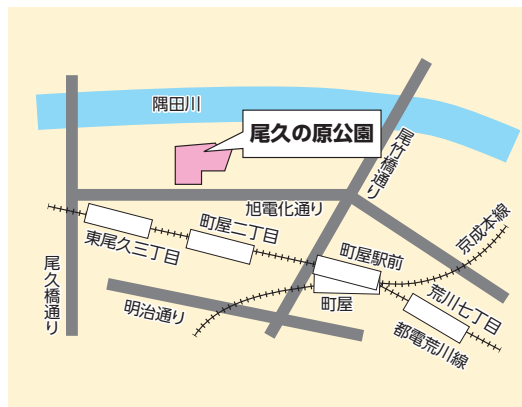 隅田川
尾久の原公園
尾竹橋通り
旭電化通り
京成本線
町屋二丁目
東尾久三丁目
町屋駅前
尾久橋通り
荒川七丁目
町屋
明治通り
都電荒川線